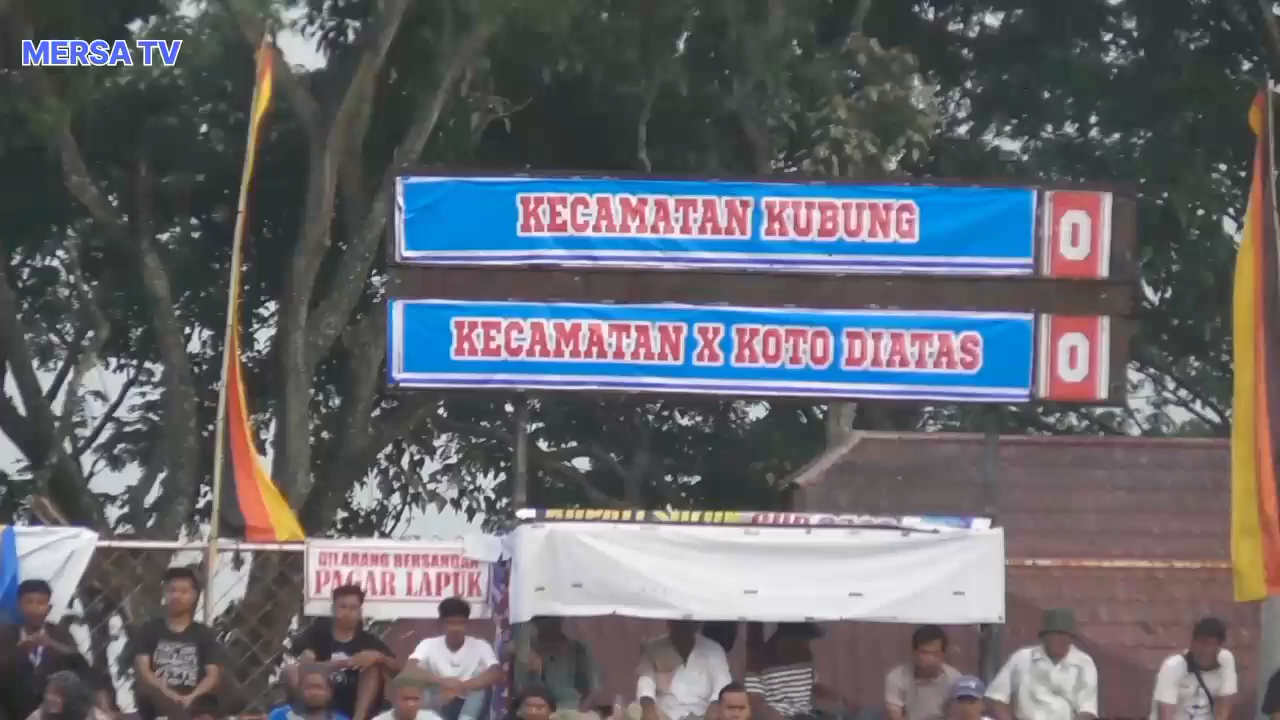 MERSA TV
KECAMATAN KUBUNG 0
KECAMATAN X KOTO DIATAS 0
DILARANG BERSANDAR
PAGAR LAPUK